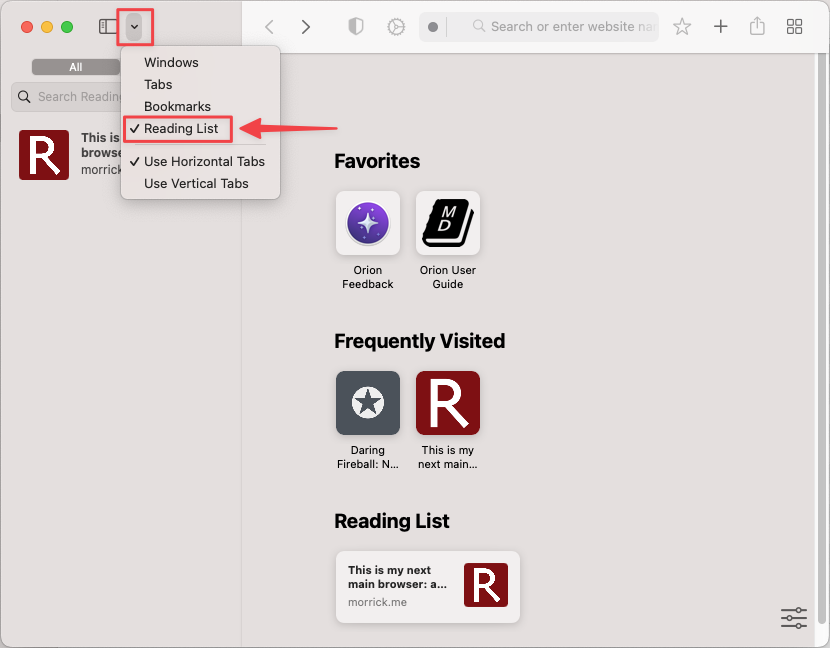 Search or enter website nar
All
Search Reading
Windows
Tabs
Bookmarks
✓ Reading List
✓ Use Horizontal Tabs
Use Vertical Tabs
R
This is
browse
morrick
Favorites
M
D
Orion
Feedback
Orion User
Guide
Frequently Visited
R
Daring
Fireball: N...
This is my
next main...
Reading List
This is my next
main browser: a...
morrick.me
R